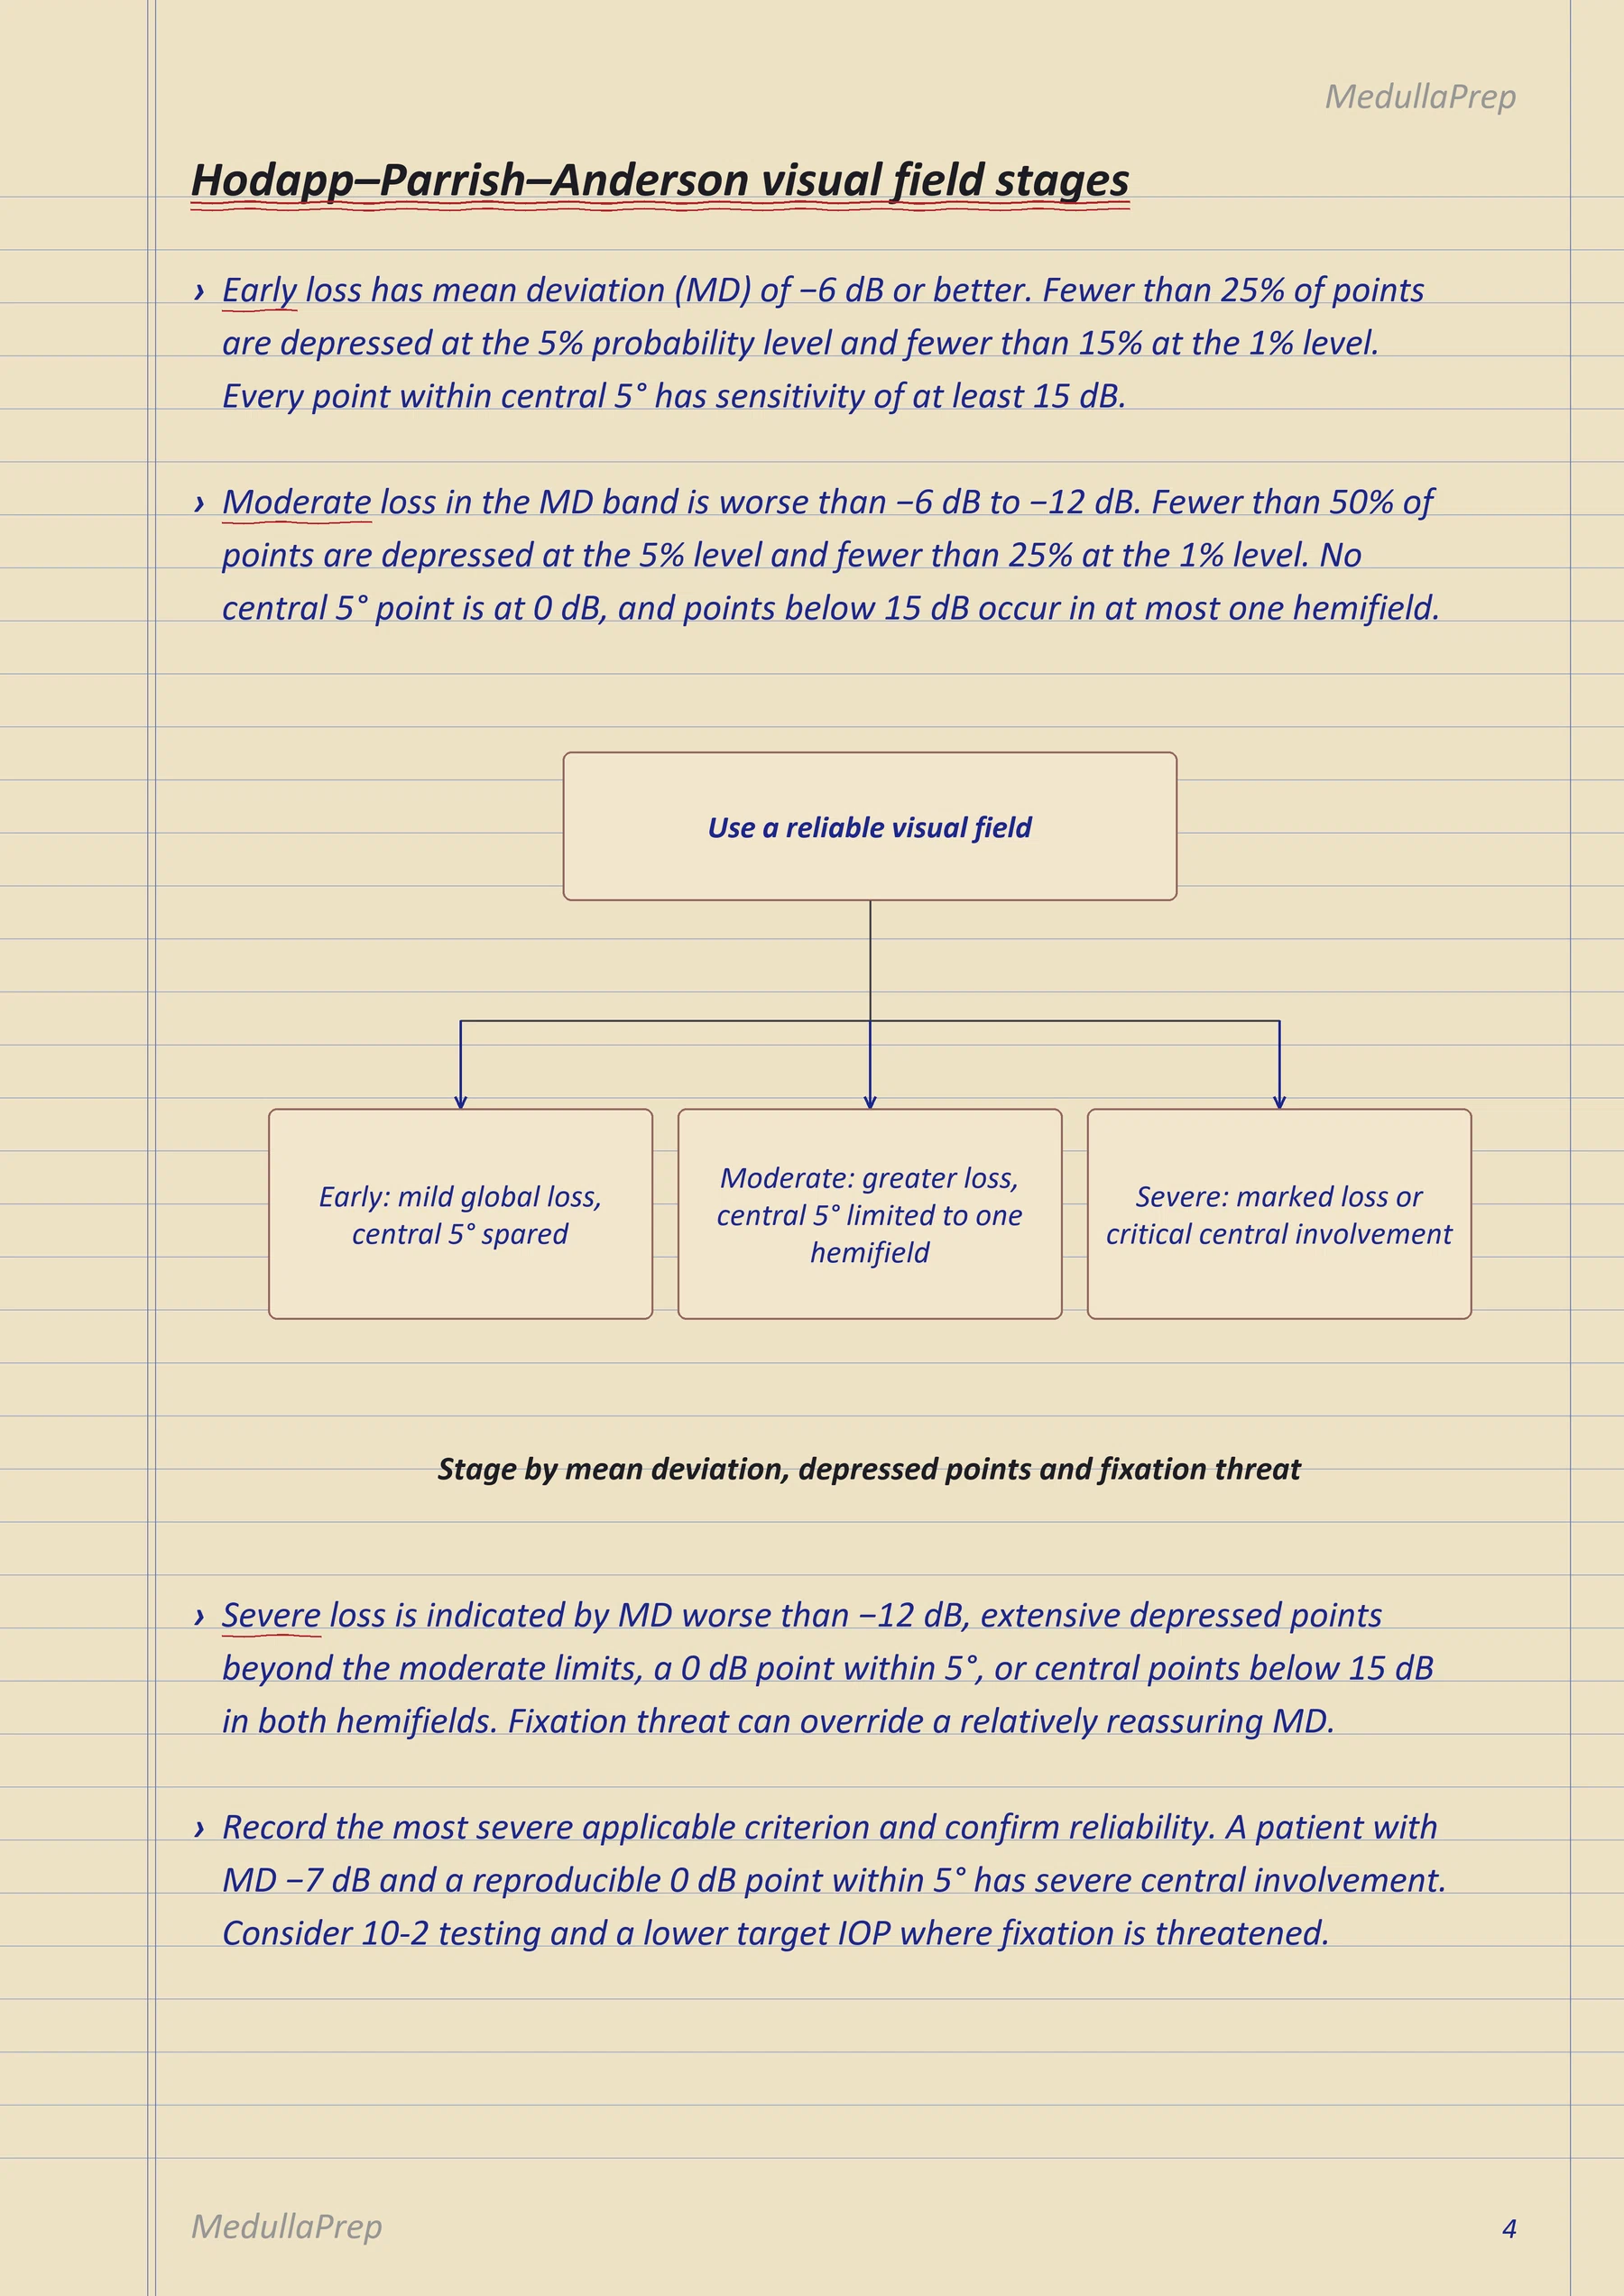 MedullaPrep
Hodapp–Parrish–Anderson visual field stages
› Early loss has mean deviation (MD) of −6 dB or better. Fewer than 25% of points
are depressed at the 5% probability level and fewer than 15% at the 1% level.
Every point within central 5° has sensitivity of at least 15 dB.
› Moderate loss in the MD band is worse than −6 dB to −12 dB. Fewer than 50% of
points are depressed at the 5% level and fewer than 25% at the 1% level. No
central 5° point is at 0 dB, and points below 15 dB occur in at most one hemifield.
Use a reliable visual field
Early: mild global loss,
central 5° spared
Moderate: greater loss,
central 5° limited to one
hemifield
Severe: marked loss or
critical central involvement
Stage by mean deviation, depressed points and fixation threat
› Severe loss is indicated by MD worse than −12 dB, extensive depressed points
beyond the moderate limits, a 0 dB point within 5°, or central points below 15 dB
in both hemifields. Fixation threat can override a relatively reassuring MD.
› Record the most severe applicable criterion and confirm reliability. A patient with
MD −7 dB and a reproducible 0 dB point within 5° has severe central involvement.
Consider 10-2 testing and a lower target IOP where fixation is threatened.
MedullaPrep
4